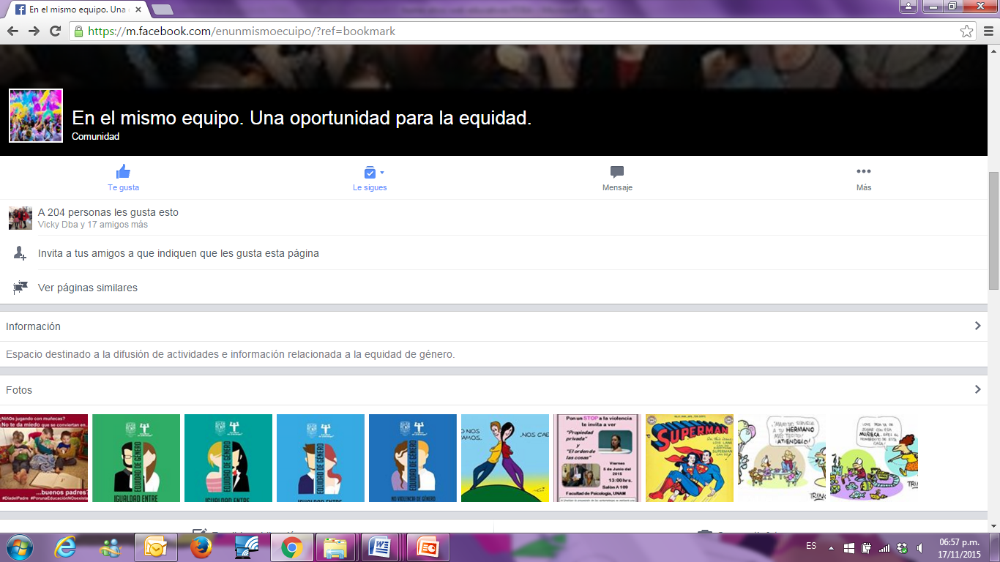 En el mismo equipo. Una
https://m.facebook.com/enunmismoecuipo/?ref=bookmark
En el mismo equipo. Una oportunidad para la equidad.
Comunidad
Te gusta
Le sigues
Mensaje
Más
A 204 personas les gusta esto
Vicky Dba y 17 amigos más
Invita a tus amigos a que indiquen que les gusta esta página
Ver páginas similares
Información
Espacio destinado a la difusión de actividades e información relacionada a la equidad de género.
Fotos
¿NiñOs jugando con muñecas?
No te da miedo que se conviertan en..
...buenos padres?
#DiadelPadre #PorunaEducaciónNOsexista
EQUIDAD DE GÉNERO
IGUALDAD ENTRE
EQUIDAD DE GÉNERO
IGUALDAD ENTRE
EQUIDAD DE GÉNERO
IGUALDAD ENTRE
EQUIDAD DE GÉNERO
NO VIOLENCIA DE GÉNERO
O NOS
AMOS...
..NOS CAE
Pon un STOP a la violencia
te invita a ver
"Propiedad
privada"
y
"El orden de
las cosas"
Viernes
5 de Junio del
2015
13:00 hrs.
Salón A 109
Facultad de Psicología, UNAM
SUPERMAN
HERMANO
¡ATIÉNDELO!
TRINO
MUÑECA
CASA!
TRI
ES
06:57 p.m.
17/11/2015